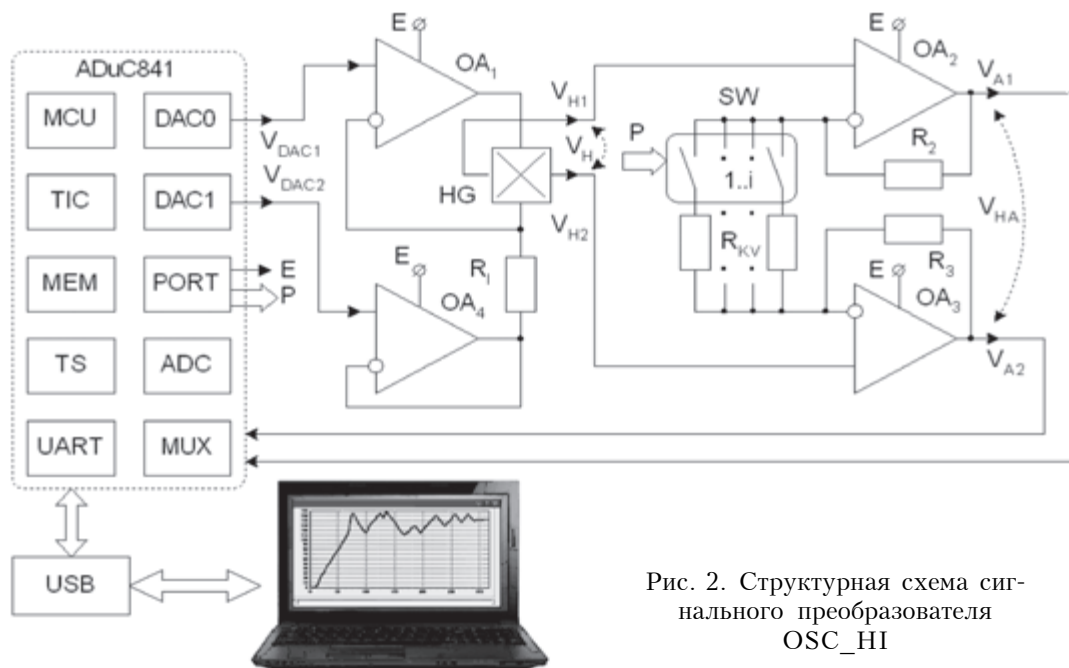 ADuC841
MCU
DAC0
TIC
DAC1
MEM
PORT
TS
ADC
UART
MUX
USB
V_DAC1
V_DAC2
E
P
E ø
OA₁
HG
R_I
E ø
OA₄
V_H1
V_H
V_H2
P
SW
1..i
R_KV
E ø
OA₂
R₂
V_A1
V_HA
R₃
E ø
OA₃
V_A2
Рис. 2. Структурная схема сиг-
нального преобразователя
OSC_HI